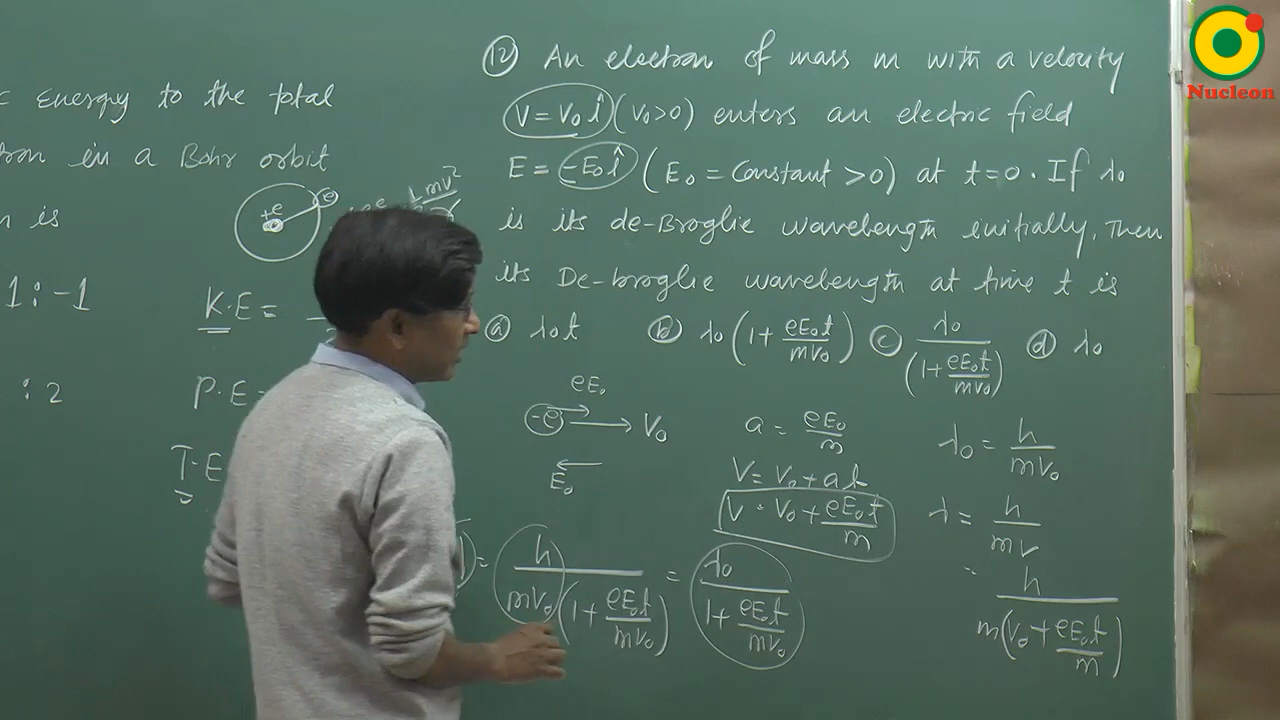 c energy to the total
tron in a Bohr orbit
n is
1 : -1
: 2
+e
K.E =
P.E =
T.E
½mv²
⑫ An electron of mass m with a velocity
V = V₀ î (V₀>0) enters an electric field
E = -E₀ î (E₀ = Constant > 0) at t=0. If λ₀
is its de-Broglie wavelength initially, Then
its De-broglie wavelength at time t is
ⓐ λ₀t ⓑ λ₀(1 + eE₀t/mV₀) ⓒ λ₀/(1 + eE₀t/mV₀) ⓓ λ₀
eE₀
-e V₀
E₀
a = eE₀/m
V = V₀ + at
V = V₀ + eE₀t/m
λ₀ = h/mV₀
λ = h/mV
= h/m(V₀ + eE₀t/m)
= h/mV₀(1 + eE₀t/mV₀) = λ₀/1 + eE₀t/mV₀
Nucleon